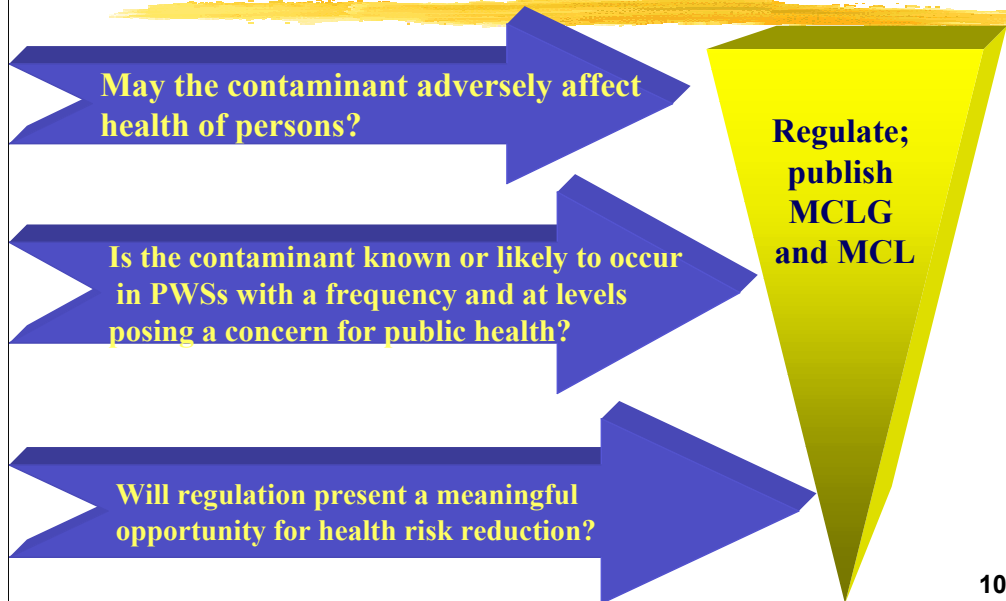 May the contaminant adversely affect
health of persons?
Regulate;
publish
MCLG
and MCL
Is the contaminant known or likely to occur
in PWSs with a frequency and at levels
posing a concern for public health?
Will regulation present a meaningful
opportunity for health risk reduction?
10